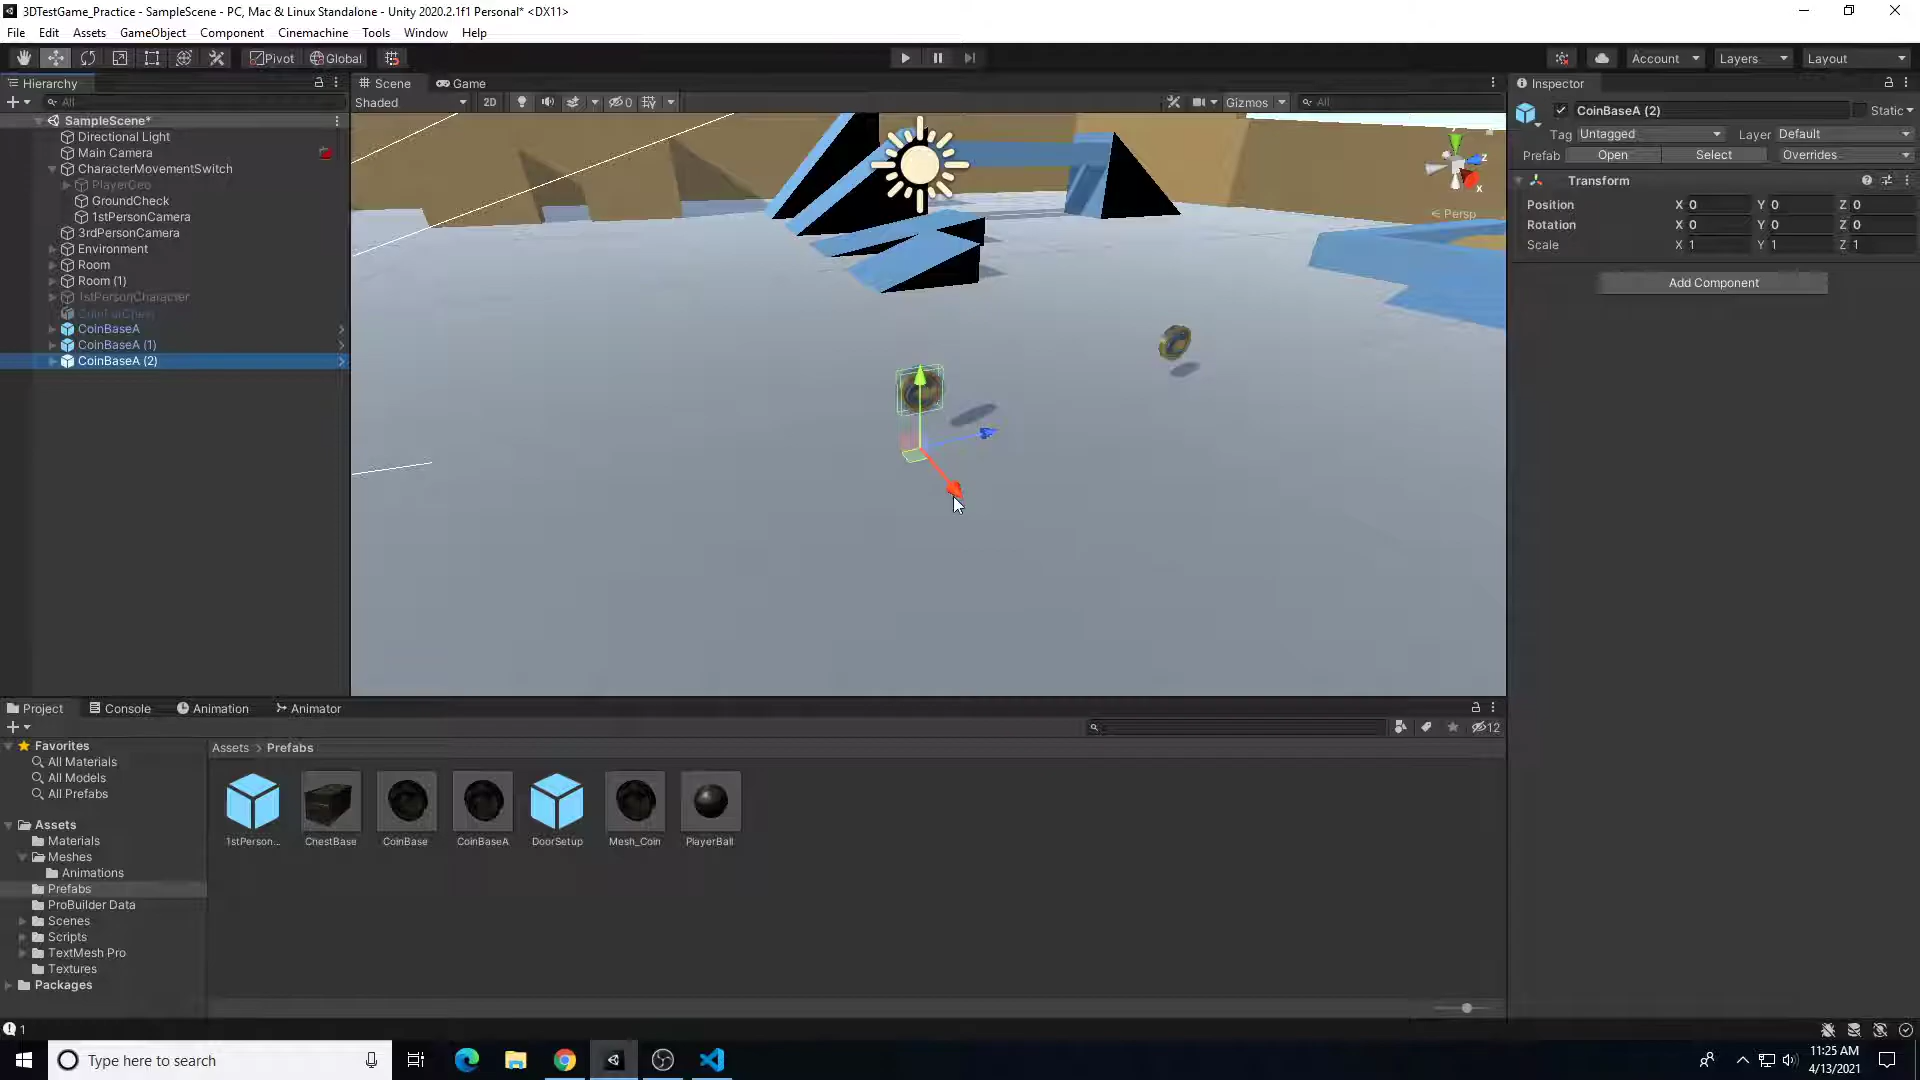 3DTestGame_Practice - SampleScene - PC, Mac & Linux Standalone - Unity 2020.2.1f1 Personal* <DX11>
File Edit Assets GameObject Component Cinemachine Tools Window Help
Pivot Global Account Layers Layout
Hierarchy
All
SampleScene*
Directional Light
Main Camera
CharacterMovementSwitch
PlayerGeo
GroundCheck
1stPersonCamera
3rdPersonCamera
Environment
Room
Room (1)
1stPersonCharacter
CoinBaseA
CoinBaseA (1)
CoinBaseA (2)
Scene Game
Shaded 2D 0 Gizmos All
y
z
x
< Persp
Inspector
CoinBaseA (2) Static
Tag Untagged Layer Default
Prefab Open Select Overrides
Transform
Position X 0 Y 0 Z 0
Rotation X 0 Y 0 Z 0
Scale X 1 Y 1 Z 1
Add Component
Project Console Animation Animator
12
Favorites
All Materials
All Models
All Prefabs
Assets
Materials
Meshes
Animations
Prefabs
ProBuilder Data
Scenes
Scripts
TextMesh Pro
Textures
Packages
Assets > Prefabs
1stPerson... ChestBase CoinBase CoinBaseA DoorSetup Mesh_Coin PlayerBall
1
Type here to search
11:25 AM
4/13/2021